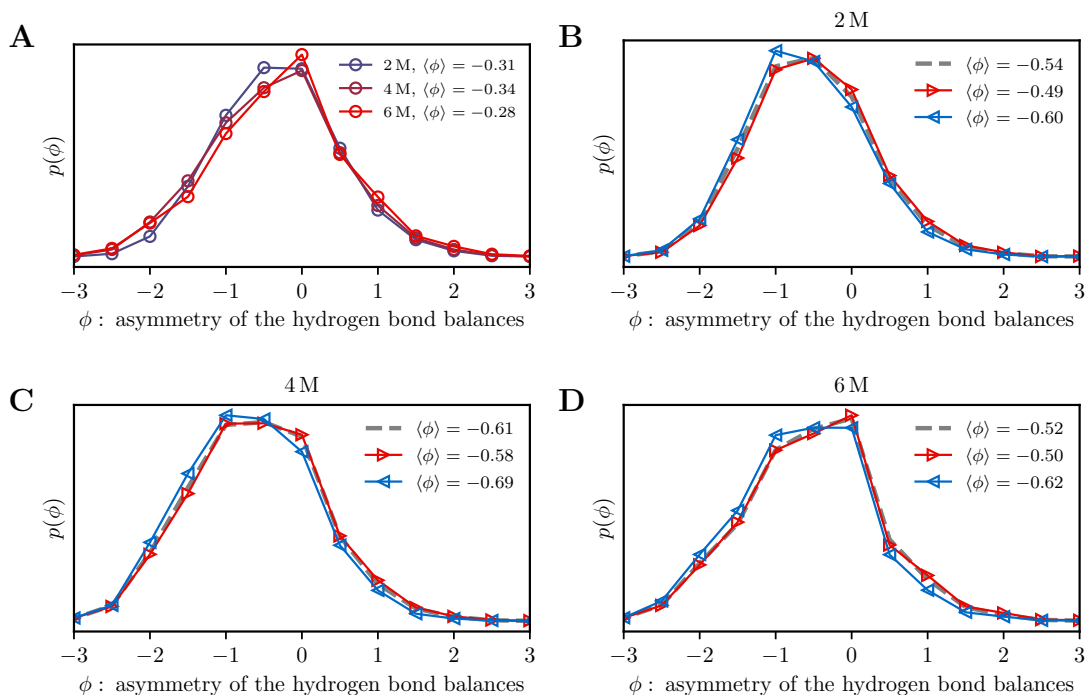 A
2 M, ⟨ϕ⟩ = −0.31
4 M, ⟨ϕ⟩ = −0.34
6 M, ⟨ϕ⟩ = −0.28
p(ϕ)
−3 −2 −1 0 1 2 3
ϕ : asymmetry of the hydrogen bond balances
B
2 M
⟨ϕ⟩ = −0.54
⟨ϕ⟩ = −0.49
⟨ϕ⟩ = −0.60
p(ϕ)
−3 −2 −1 0 1 2 3
ϕ : asymmetry of the hydrogen bond balances
C
4 M
⟨ϕ⟩ = −0.61
⟨ϕ⟩ = −0.58
⟨ϕ⟩ = −0.69
p(ϕ)
−3 −2 −1 0 1 2 3
ϕ : asymmetry of the hydrogen bond balances
D
6 M
⟨ϕ⟩ = −0.52
⟨ϕ⟩ = −0.50
⟨ϕ⟩ = −0.62
p(ϕ)
−3 −2 −1 0 1 2 3
ϕ : asymmetry of the hydrogen bond balances